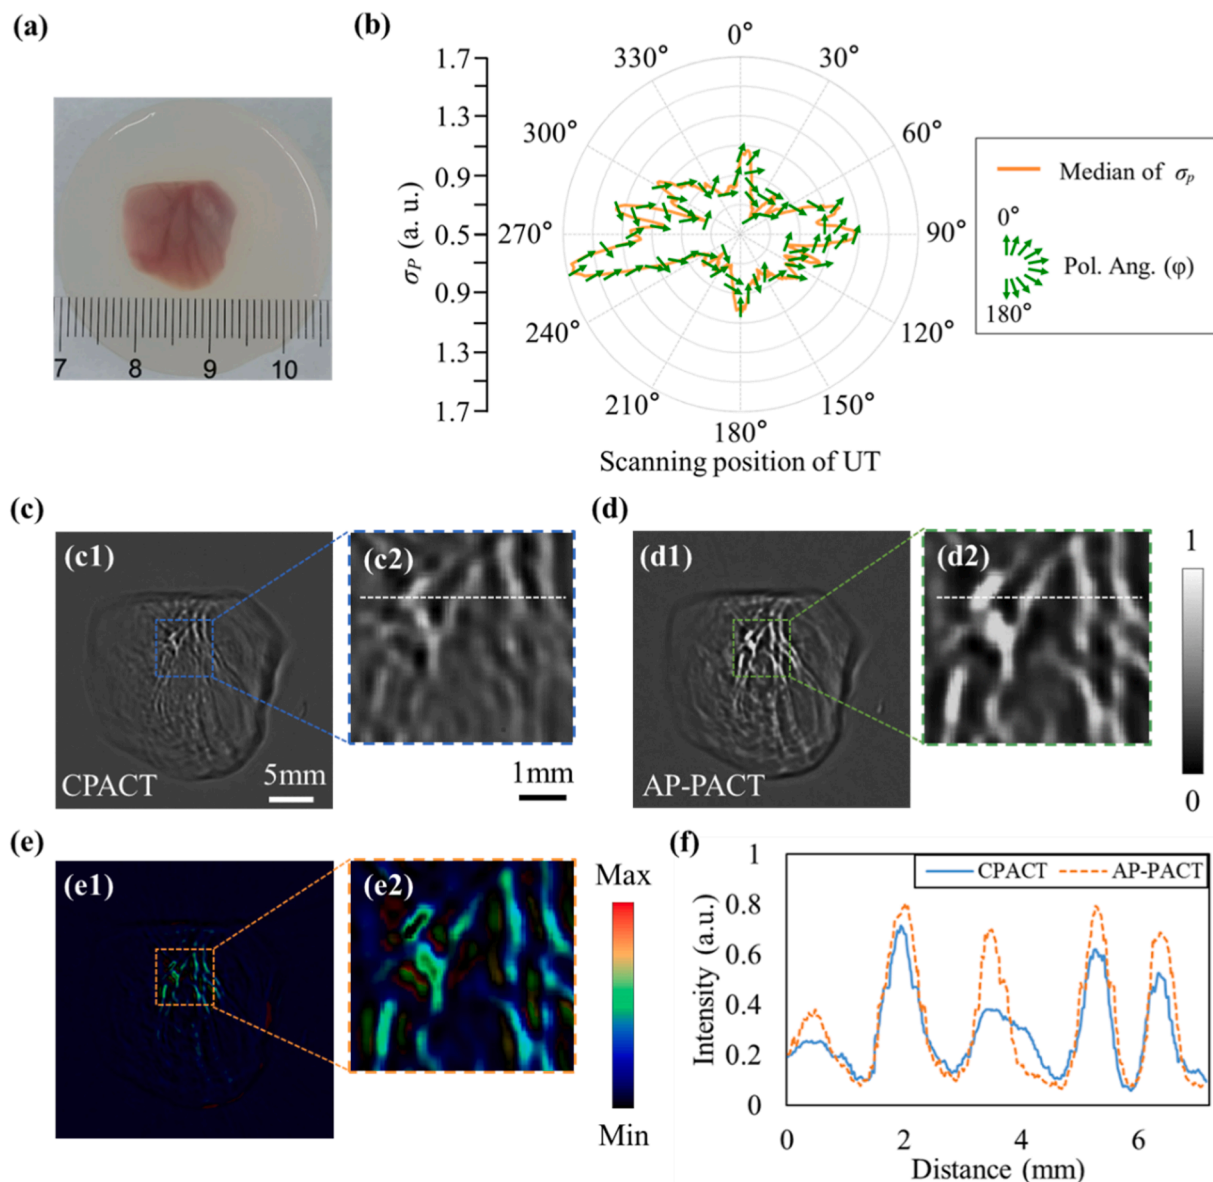 (a)
7 8 9 10
(b)
1.7
1.3
0.9
0.5
0.9
1.3
1.7
σP (a. u.)
0°
30°
60°
90°
120°
150°
180°
210°
240°
270°
300°
330°
Scanning position of UT
Median of σp
0°
Pol. Ang. (φ)
180°
(c)
(c1)
CPACT
5mm
(c2)
1mm
(d)
(d1)
AP-PACT
(d2)
1
0
(e)
(e1)
(e2)
Max
Min
(f)
CPACT AP-PACT
1
0.8
0.6
0.4
0.2
0
Intensity (a.u.)
0 2 4 6
Distance (mm)